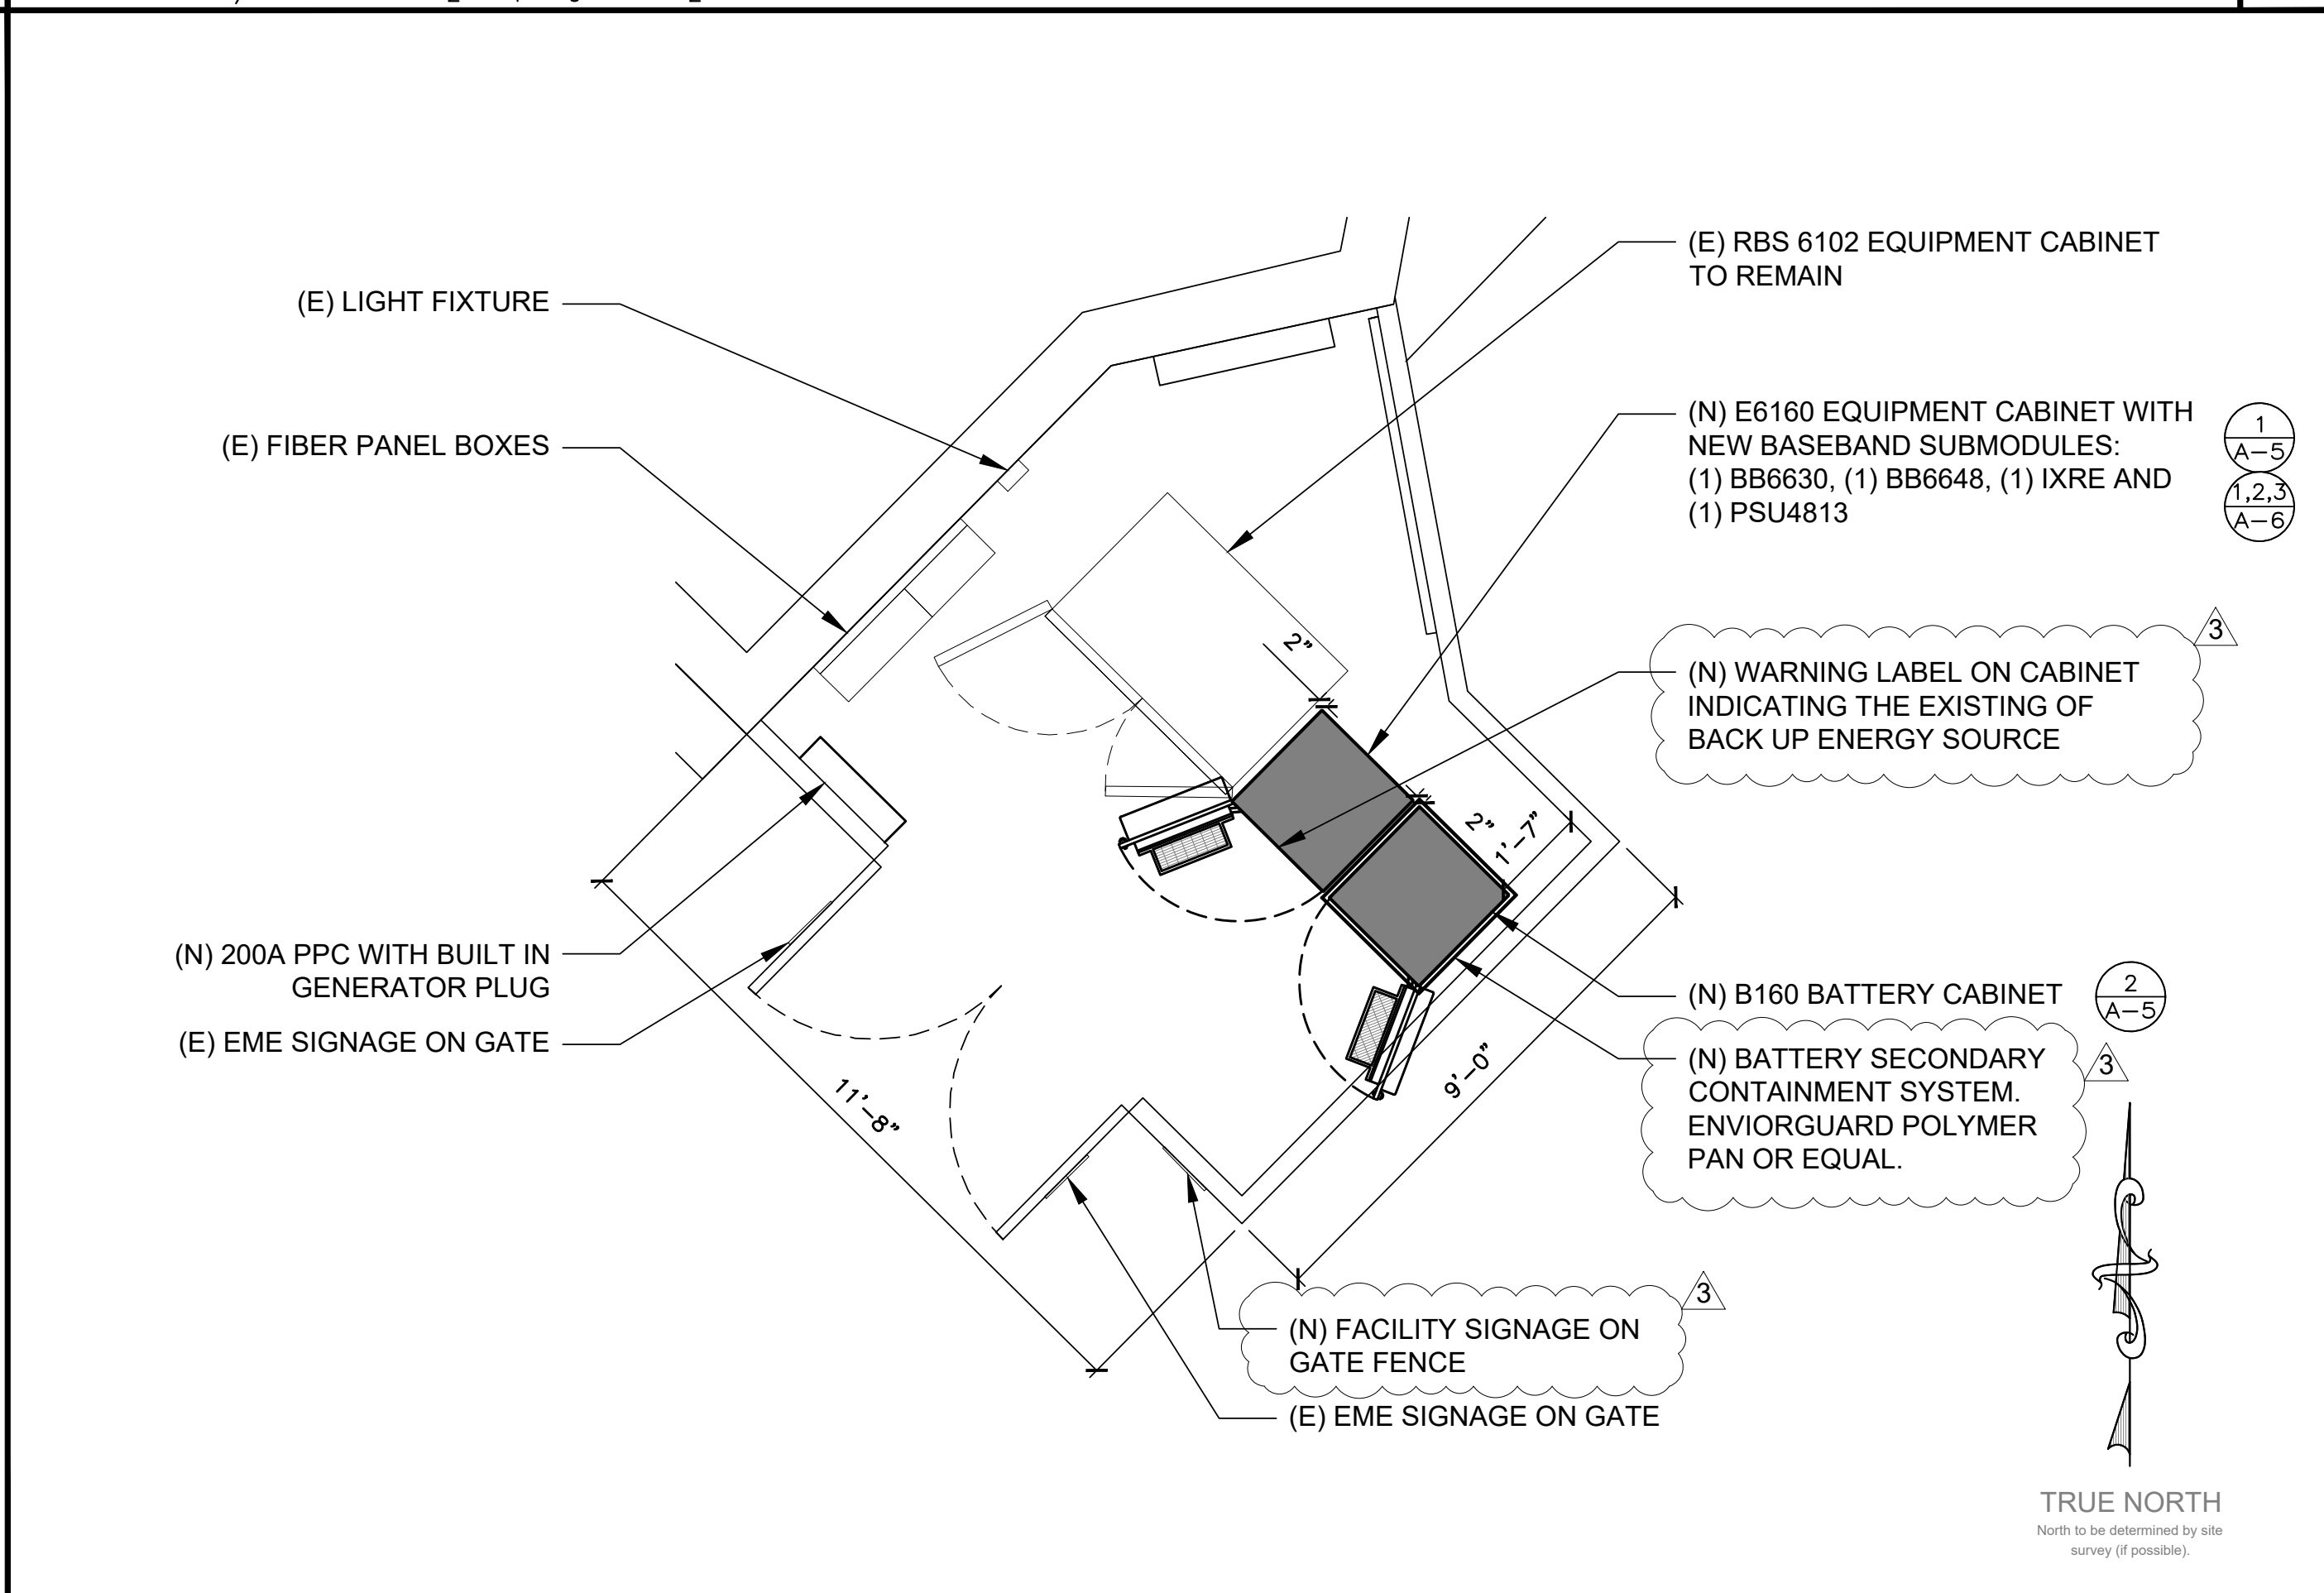 (E) LIGHT FIXTURE
(E) FIBER PANEL BOXES
(N) 200A PPC WITH BUILT IN
GENERATOR PLUG
(E) EME SIGNAGE ON GATE
(E) RBS 6102 EQUIPMENT CABINET
TO REMAIN
(N) E6160 EQUIPMENT CABINET WITH
NEW BASEBAND SUBMODULES:
(1) BB6630, (1) BB6648, (1) IXRE AND
(1) PSU4813
1
A-5
1,2,3
A-6
3
(N) WARNING LABEL ON CABINET
INDICATING THE EXISTING OF
BACK UP ENERGY SOURCE
2"
2"
1'-7"
(N) B160 BATTERY CABINET
2
A-5
3
(N) BATTERY SECONDARY
CONTAINMENT SYSTEM.
ENVIORGUARD POLYMER
PAN OR EQUAL.
9'-0"
11'-8"
3
(N) FACILITY SIGNAGE ON
GATE FENCE
(E) EME SIGNAGE ON GATE
TRUE NORTH
North to be determined by site
survey (if possible).